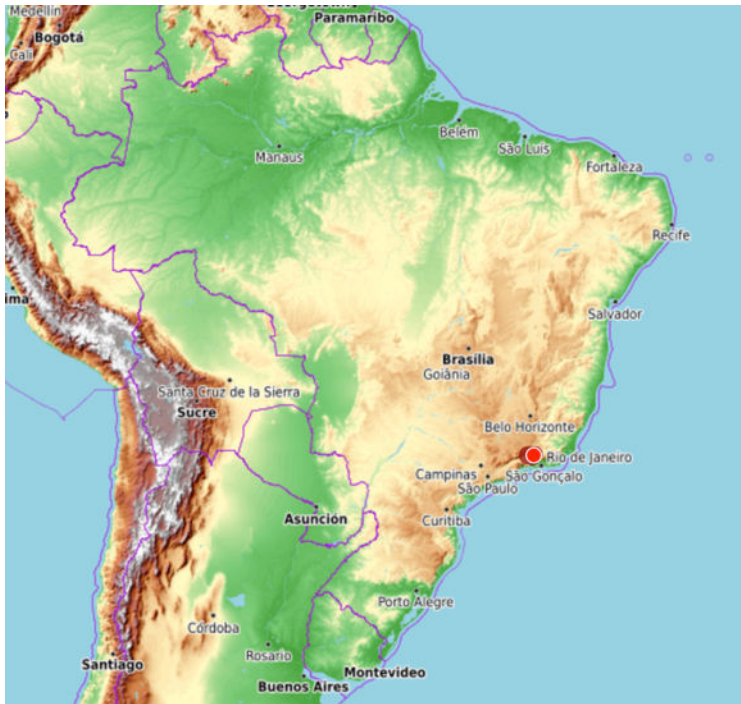 Medellín
Paramaribo
Bogotá
Cali
Belém
São Luís
Manaus
Fortaleza
Recife
Salvador
Brasília
Goiânia
Santa Cruz de la Sierra
Sucre
Belo Horizonte
Rio de Janeiro
Campinas
São Gonçalo
São Paulo
Asunción
Curitiba
Porto Alegre
Córdoba
Rosario
Santiago
Montevideo
Buenos Aires